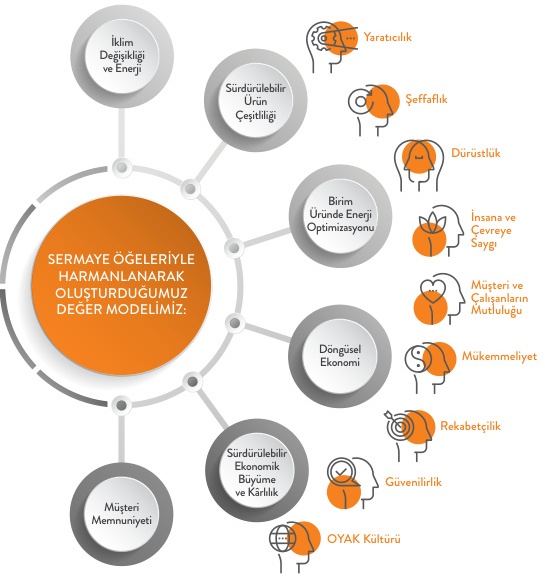 İklim
Değişikliği
ve Enerji
Sürdürülebilir
Ürün
Çeşitliliği
Birim
Üründe Enerji
Optimizasyonu
SERMAYE ÖĞELERİYLE
HARMANLANARAK
OLUŞTURDUĞUMUZ
DEĞER MODELİMİZ:
Döngüsel
Ekonomi
Sürdürülebilir
Ekonomik
Büyüme
ve Kârlılık
Müşteri
Memnuniyeti
Yaratıcılık
Şeffaflık
Dürüstlük
İnsana ve
Çevreye
Saygı
Müşteri ve
Çalışanların
Mutluluğu
Mükemmeliyet
Rekabetçilik
Güvenilirlik
OYAK Kültürü